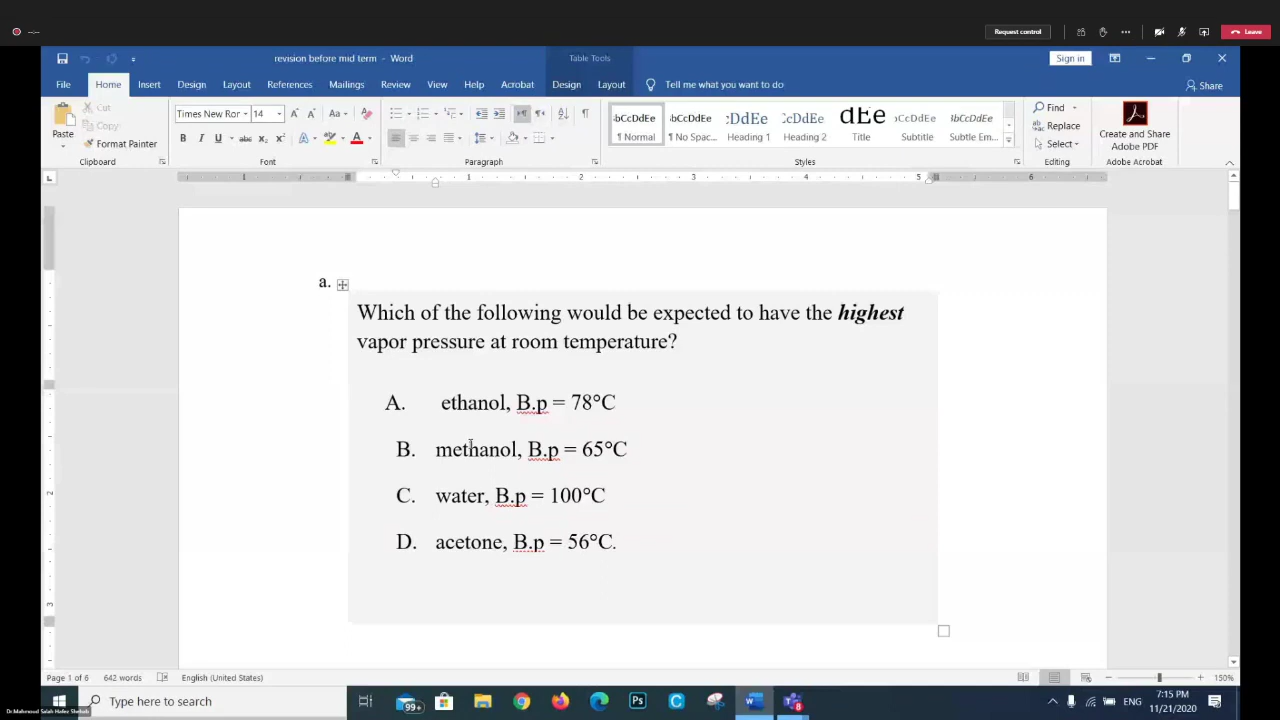 Request control
Leave
revision before mid term - Word
Table Tools
Sign in
File Home Insert Design Layout References Mailings Review View Help Acrobat Design Layout Tell me what you want to do
Share
Paste
Cut
Copy
Format Painter
Clipboard
Times New Ror 14
Font
Paragraph
¶ Normal
¶ No Spac...
Heading 1
Heading 2
Title
Subtitle
Subtle Em...
Styles
Find
Replace
Select
Editing
Create and Share
Adobe PDF
Adobe Acrobat
a.
Which of the following would be expected to have the highest
vapor pressure at room temperature?
A. ethanol, B.p = 78°C
B. methanol, B.p = 65°C
C. water, B.p = 100°C
D. acetone, B.p = 56°C.
Page 1 of 6 642 words English (United States) 150%
Type here to search
99+
ENG
7:15 PM
11/21/2020